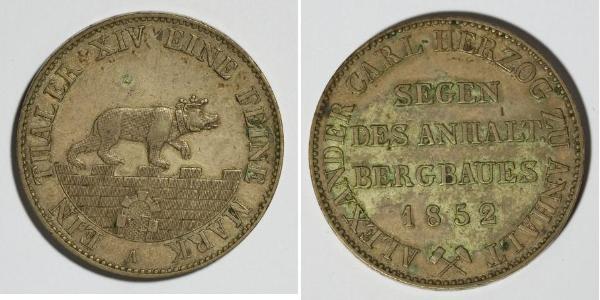 EIN THALER XIV EINE FEINE MARK
A
ALEXANDER CARL HERZOG ZU ANHALT
SEGEN
DES ANHALT
BERGBAUES
1852